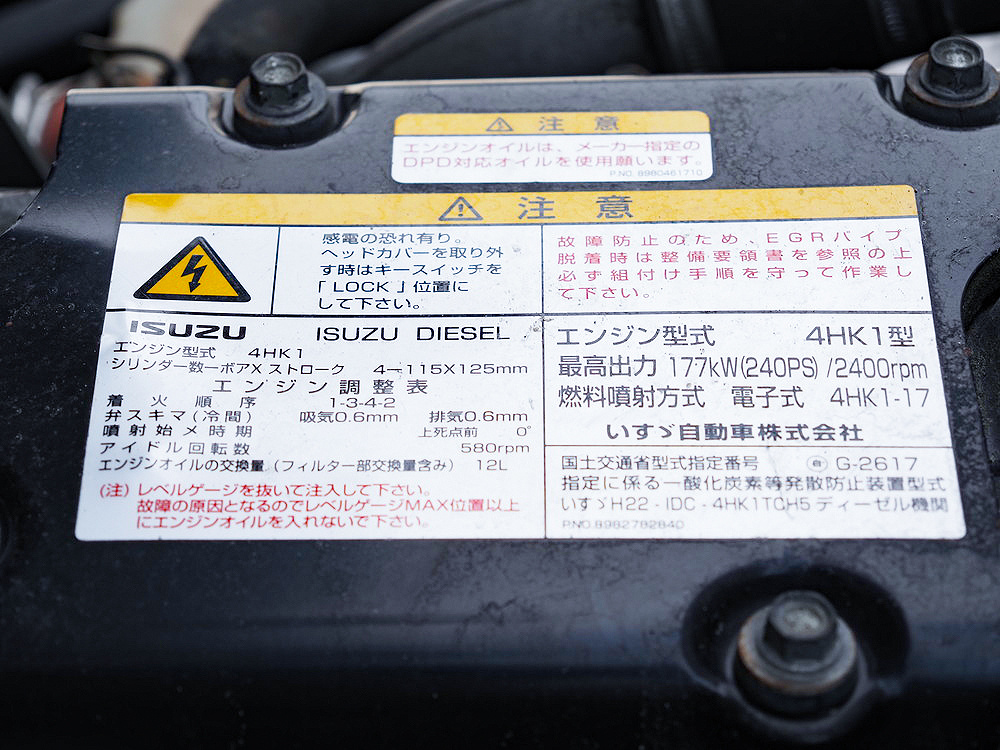 ⚠ 注意
エンジンオイルは、メーカー指定の
DPD対応オイルを使用願います。
P.NO. 8980461710
⚠ 注意
感電の恐れ有り。
ヘッドカバーを取り外
す時はキースイッチを
「LOCK」位置に
して下さい。
故障防止のため、EGRパイプ
脱着時は整備要領書を参照の上
必ず組付け手順を守って作業し
て下さい。
ISUZU ISUZU DIESEL
エンジン型式 4HK1
シリンダー数ーボアXストローク 4ー115X125mm
エンジン調整表
着火順序 1-3-4-2
弁スキマ(冷間) 吸気0.6mm 排気0.6mm
噴射始メ時期 上死点前 0°
アイドル回転数 580rpm
エンジンオイルの交換量(フィルター部交換量含み) 12L
(注)レベルゲージを抜いて注入して下さい。
故障の原因となるのでレベルゲージMAX位置以上
にエンジンオイルを入れないで下さい。
エンジン型式 4HK1型
最高出力 177kW(240PS)/2400rpm
燃料噴射方式 電子式 4HK1-17
いすゞ自動車株式会社
国土交通省型式指定番号 自 G-2617
指定に係る一酸化炭素等発散防止装置型式
いすゞH22-IDC-4HK1TCH5ディーゼル機関
P.NO.8982782840